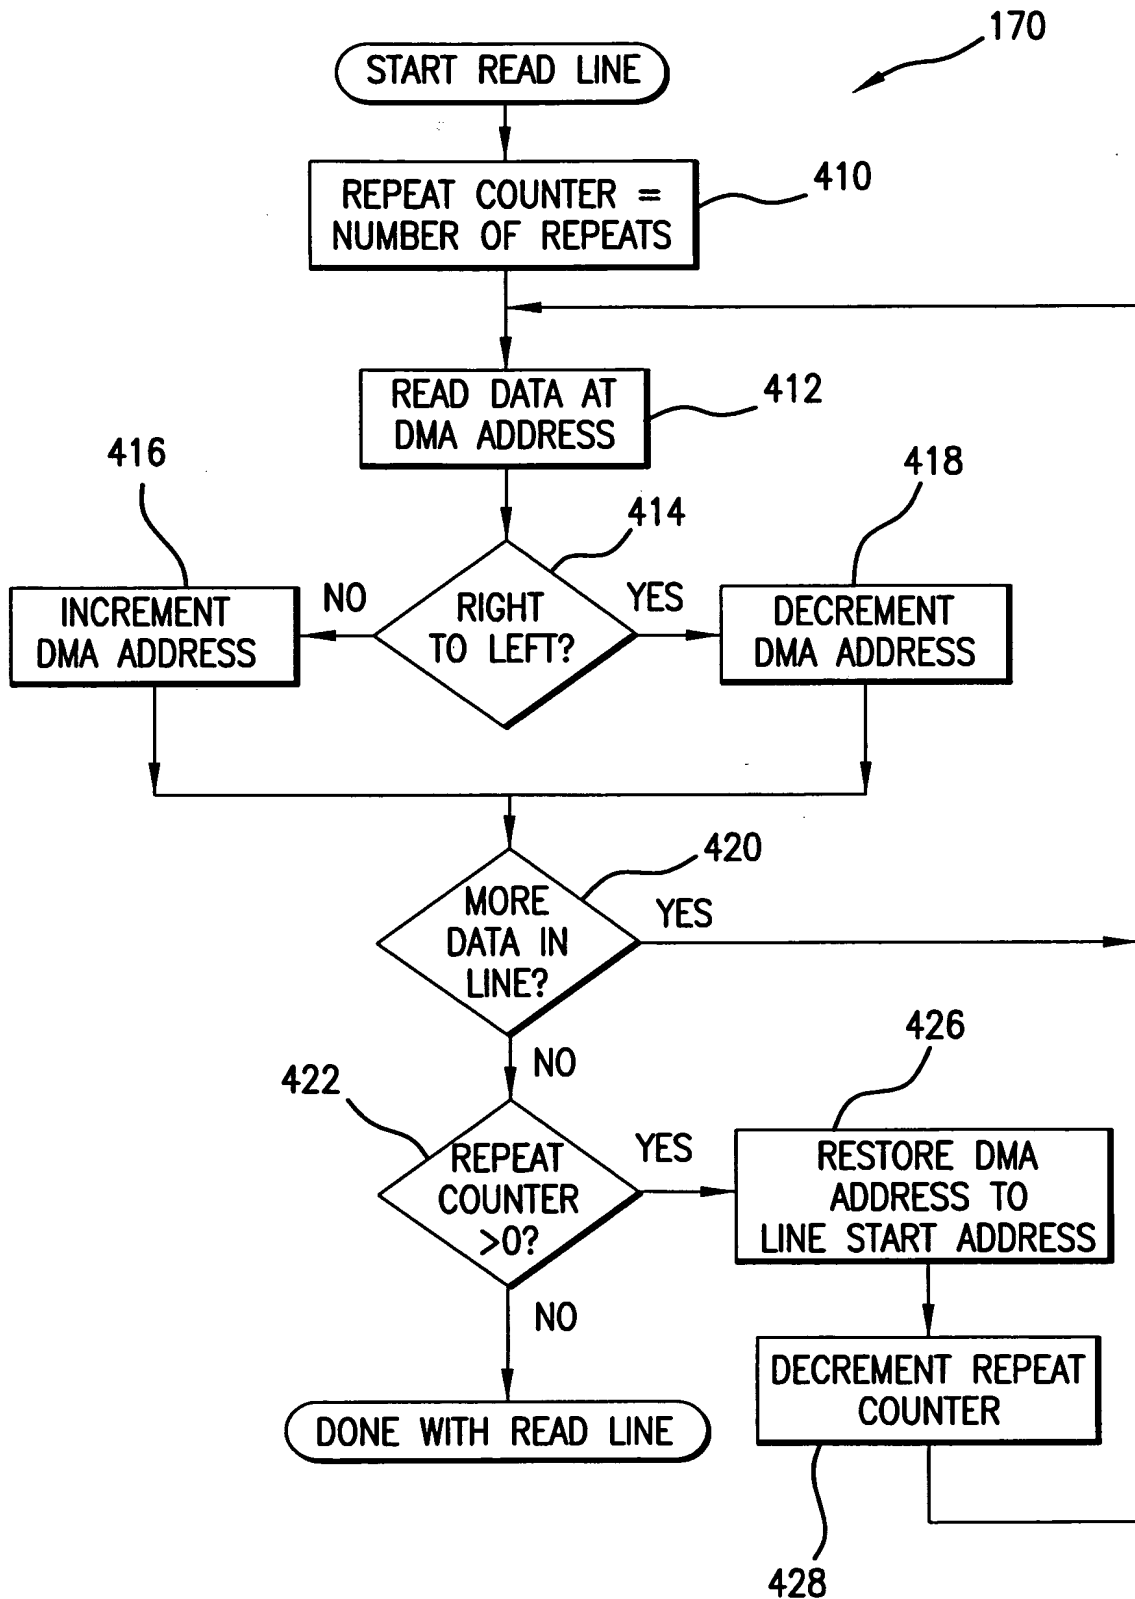 170
START READ LINE
410
REPEAT COUNTER =
NUMBER OF REPEATS
412
READ DATA AT
DMA ADDRESS
416
418
414
INCREMENT
DMA ADDRESS
NO
RIGHT
TO LEFT?
YES
DECREMENT
DMA ADDRESS
420
MORE
DATA IN
LINE?
YES
NO
426
422
REPEAT
COUNTER
>0?
YES
RESTORE DMA
ADDRESS TO
LINE START ADDRESS
NO
DECREMENT REPEAT
COUNTER
DONE WITH READ LINE
428